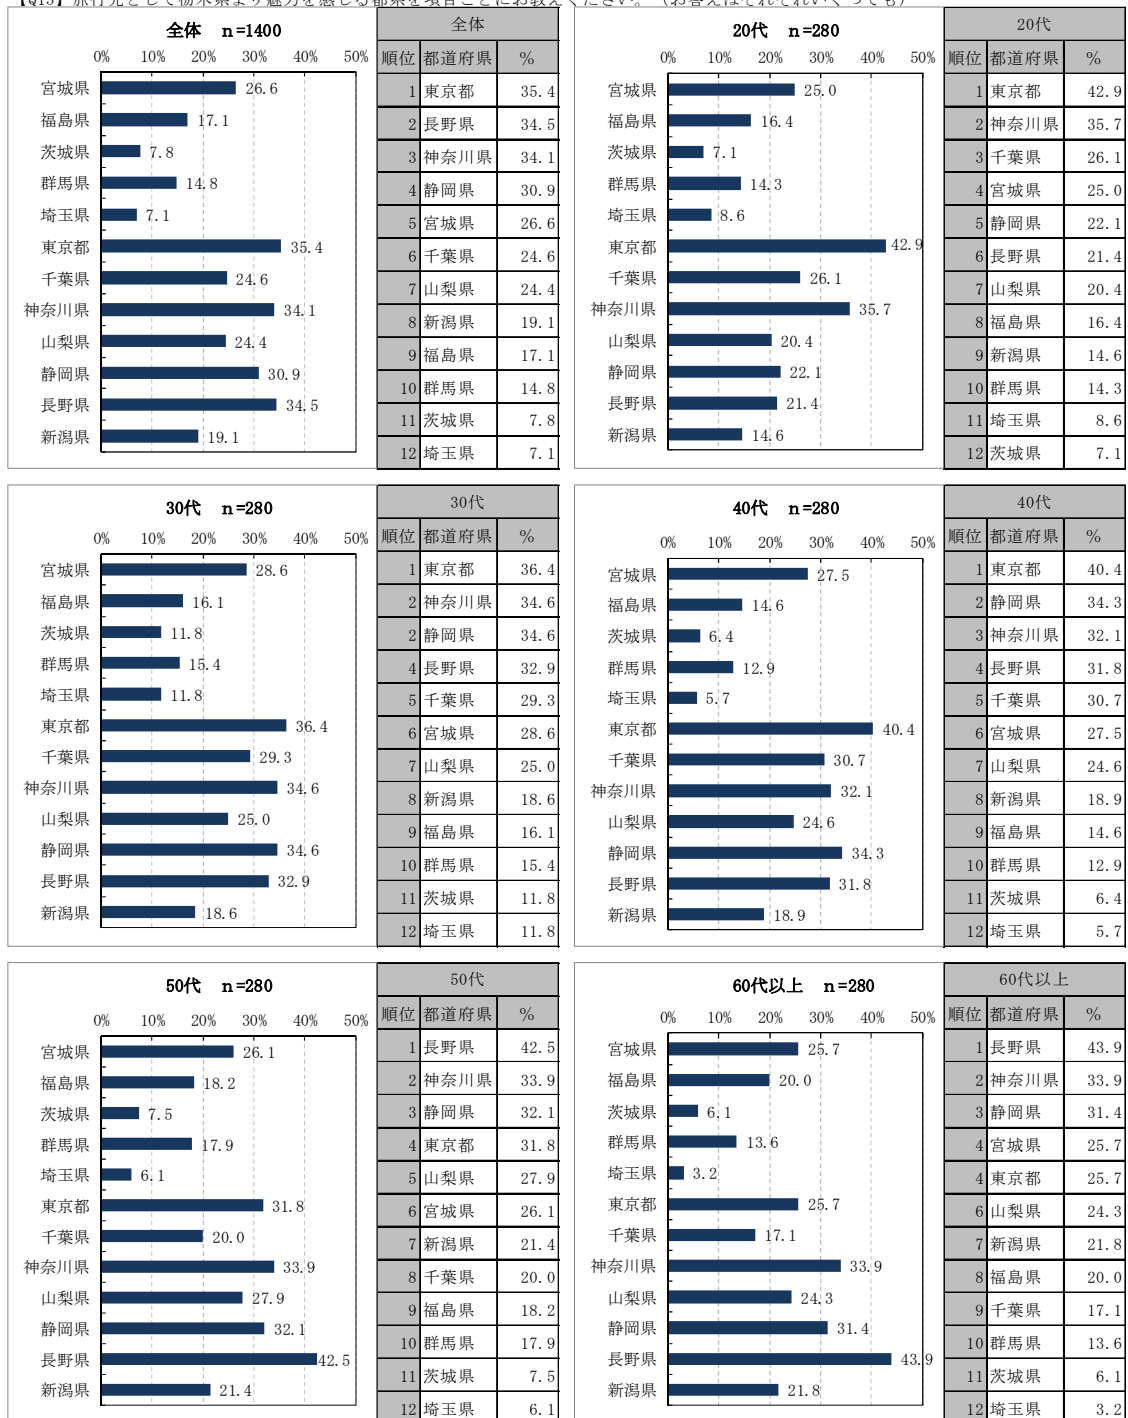 【Q15】旅行先として栃木県より魅力を感じる都県を項目ごとにお教えください。（お答えはそれぞれいくつでも）
全体 n=1400
0% 10% 20% 30% 40% 50%
宮城県 26.6
福島県 17.1
茨城県 7.8
群馬県 14.8
埼玉県 7.1
東京都 35.4
千葉県 24.6
神奈川県 34.1
山梨県 24.4
静岡県 30.9
長野県 34.5
新潟県 19.1
全体
順位 都道府県 %
1 東京都 35.4
2 長野県 34.5
3 神奈川県 34.1
4 静岡県 30.9
5 宮城県 26.6
6 千葉県 24.6
7 山梨県 24.4
8 新潟県 19.1
9 福島県 17.1
10 群馬県 14.8
11 茨城県 7.8
12 埼玉県 7.1
20代 n=280
0% 10% 20% 30% 40% 50%
宮城県 25.0
福島県 16.4
茨城県 7.1
群馬県 14.3
埼玉県 8.6
東京都 42.9
千葉県 26.1
神奈川県 35.7
山梨県 20.4
静岡県 22.1
長野県 21.4
新潟県 14.6
20代
順位 都道府県 %
1 東京都 42.9
2 神奈川県 35.7
3 千葉県 26.1
4 宮城県 25.0
5 静岡県 22.1
6 長野県 21.4
7 山梨県 20.4
8 福島県 16.4
9 新潟県 14.6
10 群馬県 14.3
11 埼玉県 8.6
12 茨城県 7.1
30代 n=280
0% 10% 20% 30% 40% 50%
宮城県 28.6
福島県 16.1
茨城県 11.8
群馬県 15.4
埼玉県 11.8
東京都 36.4
千葉県 29.3
神奈川県 34.6
山梨県 25.0
静岡県 34.6
長野県 32.9
新潟県 18.6
30代
順位 都道府県 %
1 東京都 36.4
2 神奈川県 34.6
2 静岡県 34.6
4 長野県 32.9
5 千葉県 29.3
6 宮城県 28.6
7 山梨県 25.0
8 新潟県 18.6
9 福島県 16.1
10 群馬県 15.4
11 茨城県 11.8
12 埼玉県 11.8
40代 n=280
0% 10% 20% 30% 40% 50%
宮城県 27.5
福島県 14.6
茨城県 6.4
群馬県 12.9
埼玉県 5.7
東京都 40.4
千葉県 30.7
神奈川県 32.1
山梨県 24.6
静岡県 34.3
長野県 31.8
新潟県 18.9
40代
順位 都道府県 %
1 東京都 40.4
2 静岡県 34.3
3 神奈川県 32.1
4 長野県 31.8
5 千葉県 30.7
6 宮城県 27.5
7 山梨県 24.6
8 新潟県 18.9
9 福島県 14.6
10 群馬県 12.9
11 茨城県 6.4
12 埼玉県 5.7
50代 n=280
0% 10% 20% 30% 40% 50%
宮城県 26.1
福島県 18.2
茨城県 7.5
群馬県 17.9
埼玉県 6.1
東京都 31.8
千葉県 20.0
神奈川県 33.9
山梨県 27.9
静岡県 32.1
長野県 42.5
新潟県 21.4
50代
順位 都道府県 %
1 長野県 42.5
2 神奈川県 33.9
3 静岡県 32.1
4 東京都 31.8
5 山梨県 27.9
6 宮城県 26.1
7 新潟県 21.4
8 千葉県 20.0
9 福島県 18.2
10 群馬県 17.9
11 茨城県 7.5
12 埼玉県 6.1
60代以上 n=280
0% 10% 20% 30% 40% 50%
宮城県 25.7
福島県 20.0
茨城県 6.1
群馬県 13.6
埼玉県 3.2
東京都 25.7
千葉県 17.1
神奈川県 33.9
山梨県 24.3
静岡県 31.4
長野県 43.9
新潟県 21.8
60代以上
順位 都道府県 %
1 長野県 43.9
2 神奈川県 33.9
3 静岡県 31.4
4 宮城県 25.7
4 東京都 25.7
6 山梨県 24.3
7 新潟県 21.8
8 福島県 20.0
9 千葉県 17.1
10 群馬県 13.6
11 茨城県 6.1
12 埼玉県 3.2